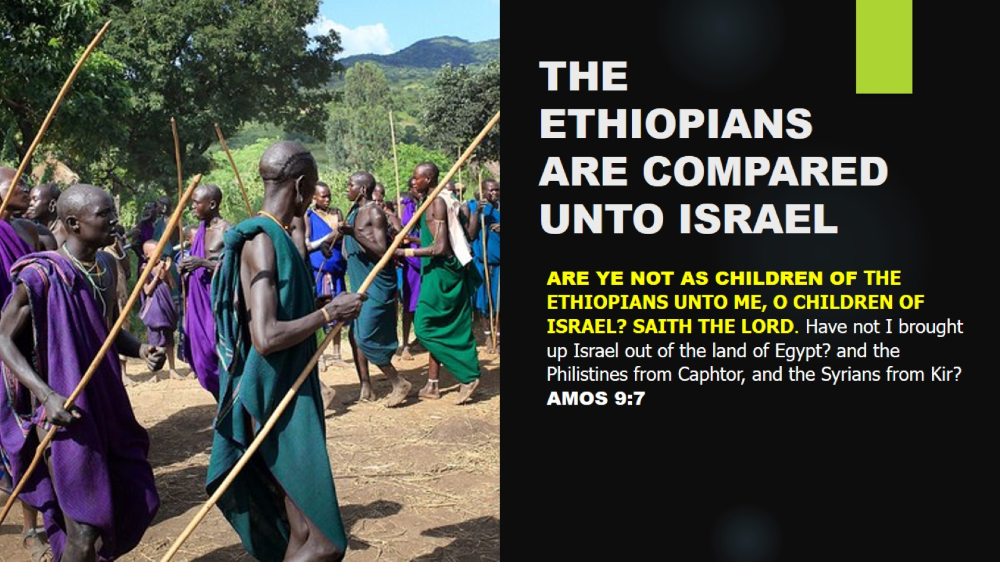 THE
ETHIOPIANS
ARE COMPARED
UNTO ISRAEL
ARE YE NOT AS CHILDREN OF THE
ETHIOPIANS UNTO ME, O CHILDREN OF
ISRAEL? SAITH THE LORD. Have not I brought
up Israel out of the land of Egypt? and the
Philistines from Caphtor, and the Syrians from Kir?
AMOS 9:7